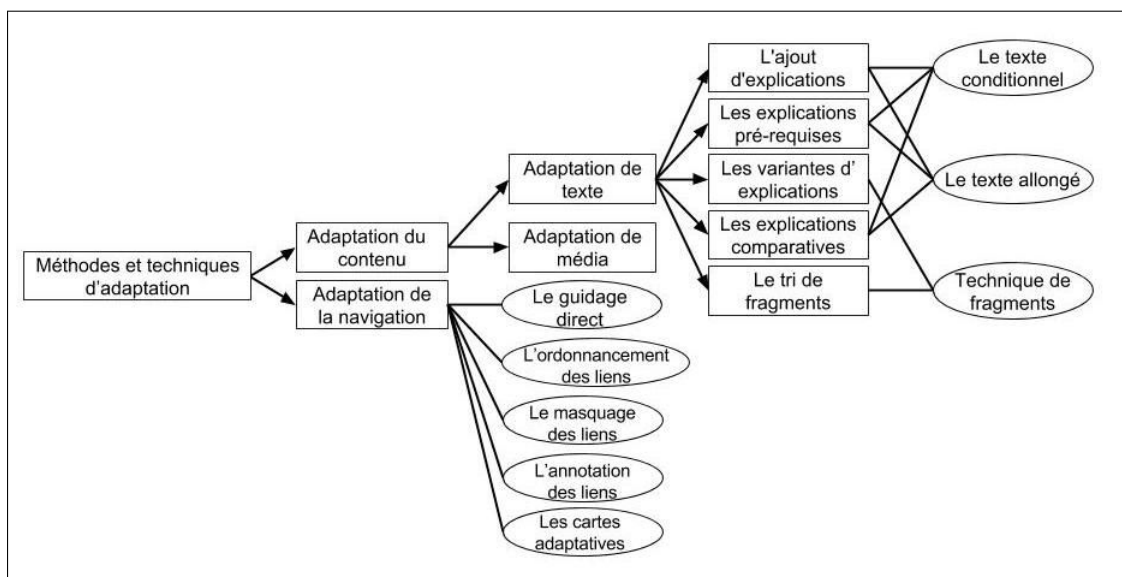 Méthodes et techniques
d'adaptation
Adaptation du
contenu
Adaptation de
la navigation
Adaptation de
texte
Adaptation de
média
Le guidage
direct
L'ordonnancement
des liens
Le masquage
des liens
L'annotation
des liens
Les cartes
adaptatives
L'ajout
d'explications
Les explications
pré-requises
Les variantes d'
explications
Les explications
comparatives
Le tri de
fragments
Le texte
conditionnel
Le texte allongé
Technique de
fragments